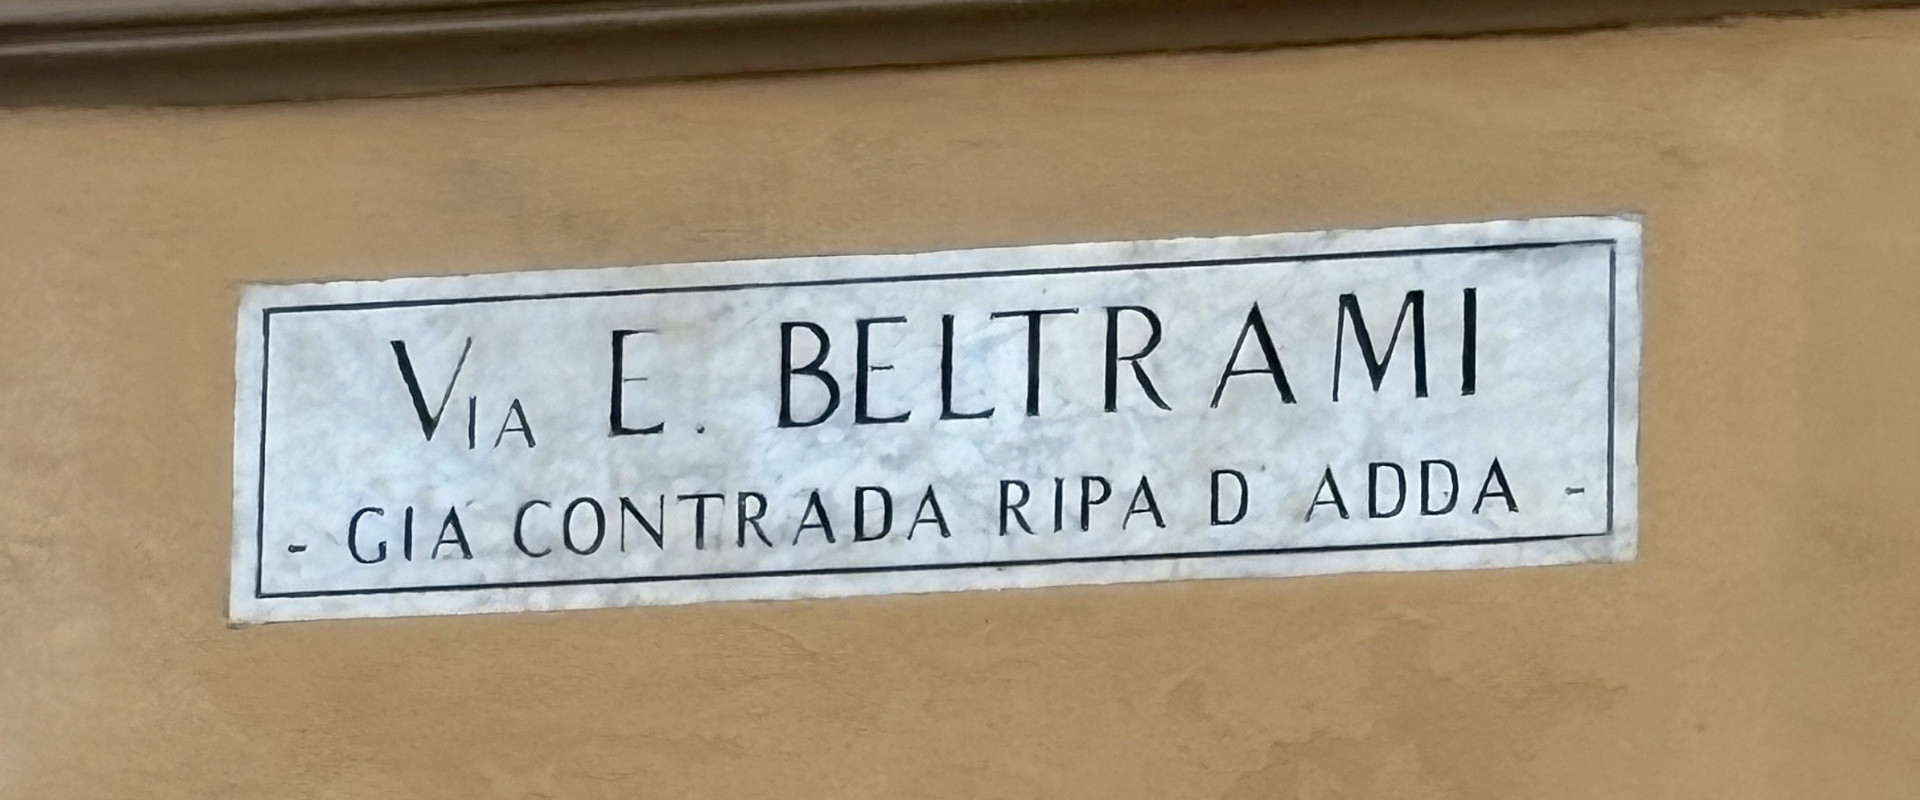 VIA E. BELTRAMI
- GIA CONTRADA RIPA D' ADDA -